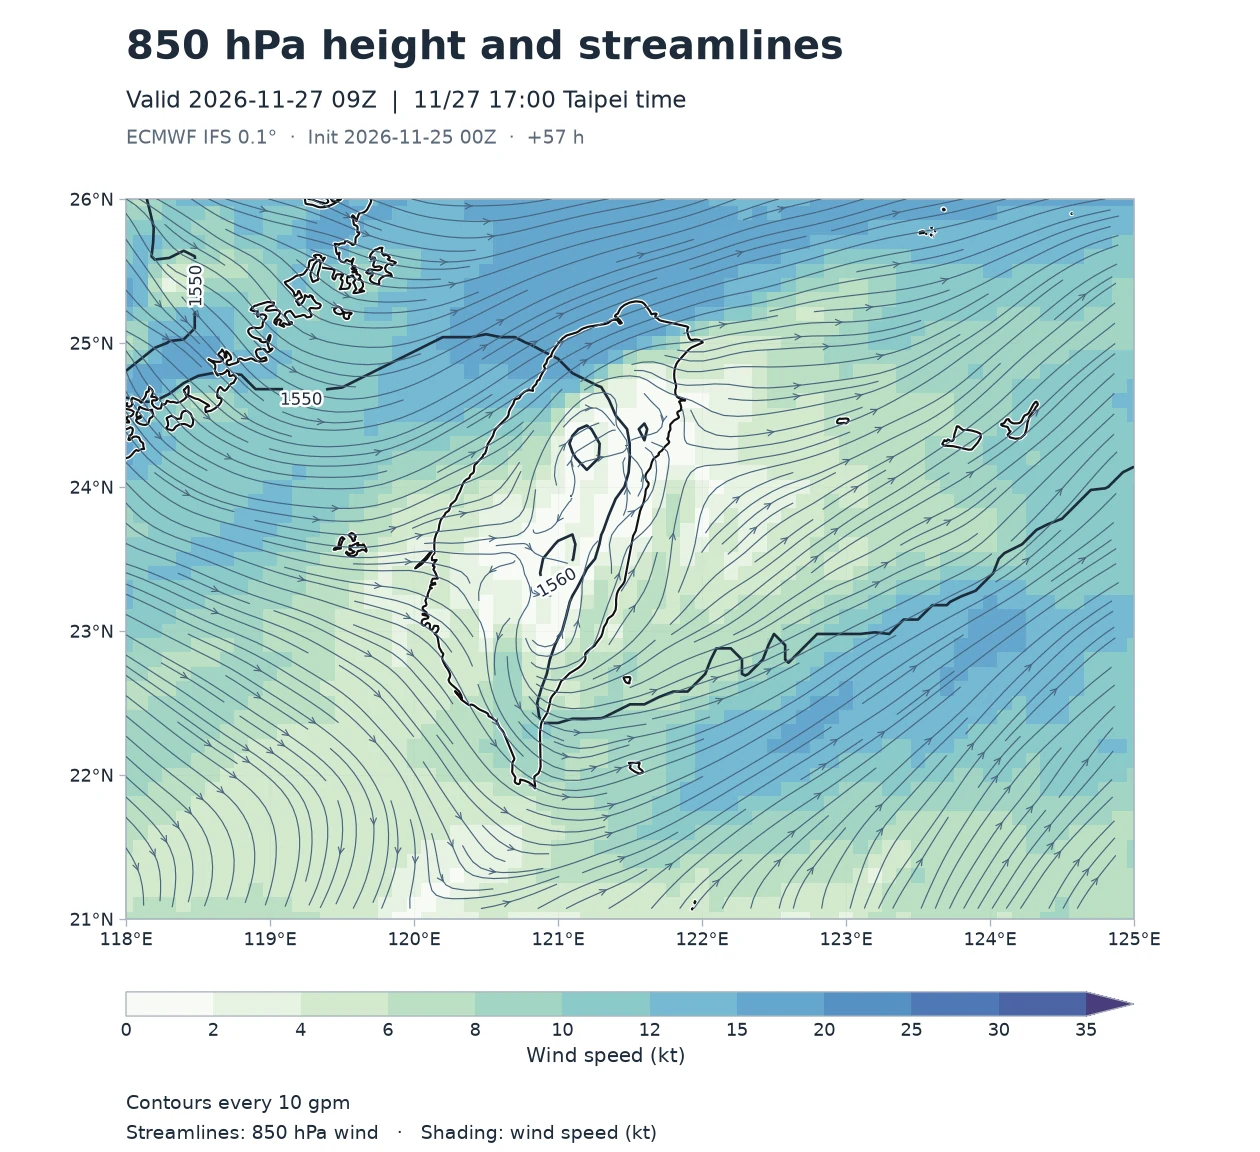 850 hPa height and streamlines
Valid 2026-11-27 09Z | 11/27 17:00 Taipei time
ECMWF IFS 0.1° · Init 2026-11-25 00Z · +57 h
26°N
1550
25°N
1550
24°N
1560
23°N
22°N
21°N
118°E 119°E 120°E 121°E 122°E 123°E 124°E 125°E
0 2 4 6 8 10 12 15 20 25 30 35
Wind speed (kt)
Contours every 10 gpm
Streamlines: 850 hPa wind · Shading: wind speed (kt)